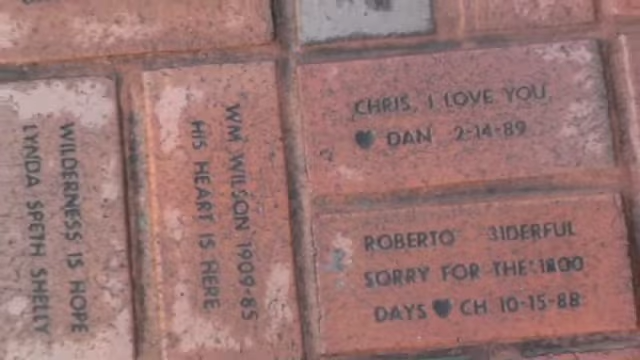 WILDERNESS IS HOPE
LYNDA SPETH SHELLY
WM WILSON 1909-85
HIS HEART IS HERE
CHRIS, I LOVE YOU,
♥ DAN 2-14-89
ROBERTO 3IDERFUL
SORRY FOR THE 1800
DAYS ♥ CH 10-15-88